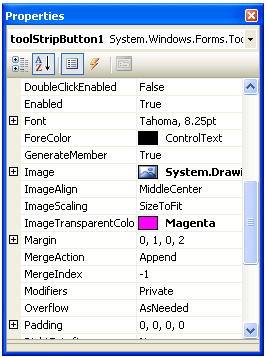 Properties
toolStripButton1 System.Windows.Forms.Too
DoubleClickEnabled False
Enabled True
Font Tahoma, 8.25pt
ForeColor ControlText
GenerateMember True
Image System.Drawi
ImageAlign MiddleCenter
ImageScaling SizeToFit
ImageTransparentColo Magenta
Margin 0, 1, 0, 2
MergeAction Append
MergeIndex -1
Modifiers Private
Overflow AsNeeded
Padding 0, 0, 0, 0